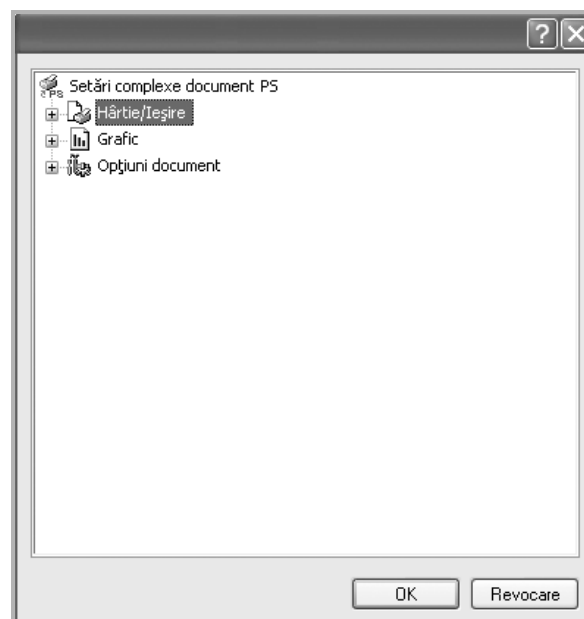 Setări complexe document PS
Hârtie/Ieşire
Grafic
Opţiuni document
OK
Revocare